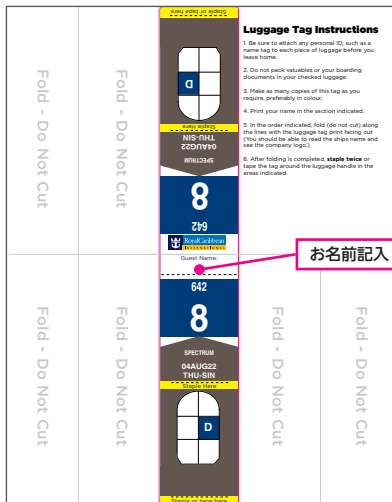 Staple or tape here
D
Staple Here
THU-SIN
04AUG22
SPECTRUM
8
642
RoyalCaribbean
INTERNATIONAL
Guest Name:
642
8
SPECTRUM
04AUG22
THU-SIN
Staple Here
D
Staple or tape here
Fold - Do Not Cut
Fold - Do Not Cut
Fold - Do Not Cut
Fold - Do Not Cut
Fold - Do Not Cut
Fold - Do Not Cut
Luggage Tag Instructions
1. Be sure to attach any personal ID, such as a
name tag to each piece of luggage before you
leave home.
2. Do not pack valuables or your boarding
documents in your checked luggage.
3. Make as many copies of this tag as you
require, preferably in colour.
4. Print your name in the section indicated.
5. In the order indicated, fold (do not cut) along
the lines with the luggage tag print facing out
(You should be able to read the ships name and
see the company logo.)
6. After folding is completed, staple twice or
tape the tag around the luggage handle in the
areas indicated.
お名前記入